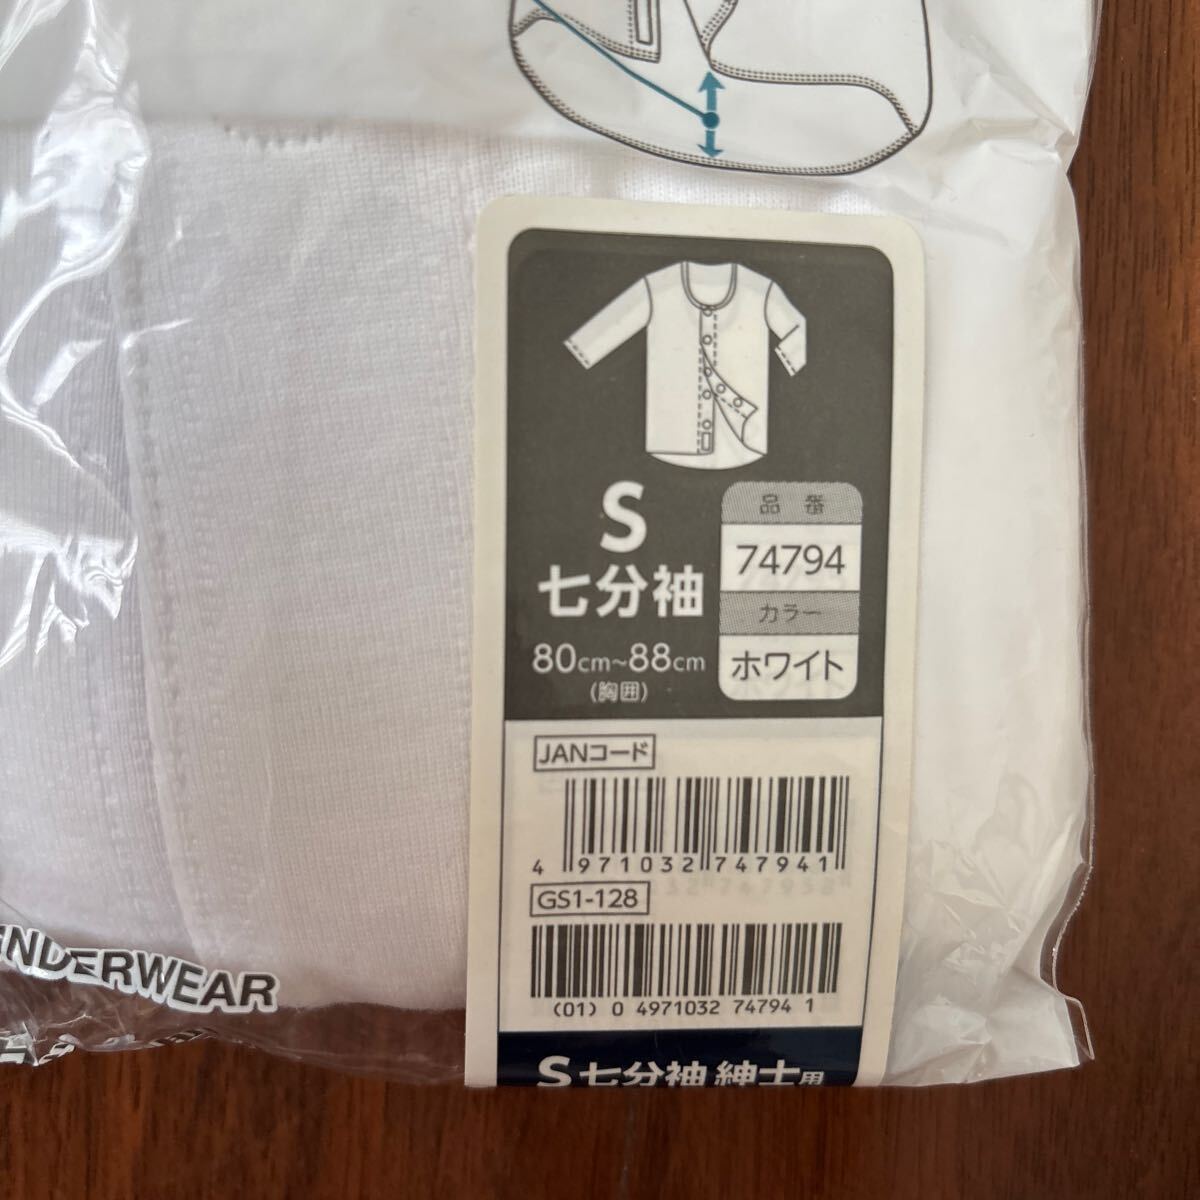 S
七分袖
80cm~88cm
(胸囲)
品番
74794
カラー
ホワイト
JANコード
4 971032 747941
GS1-128
(01) 0 4971032 74794 1
S 七分袖 紳士用
UNDERWEAR